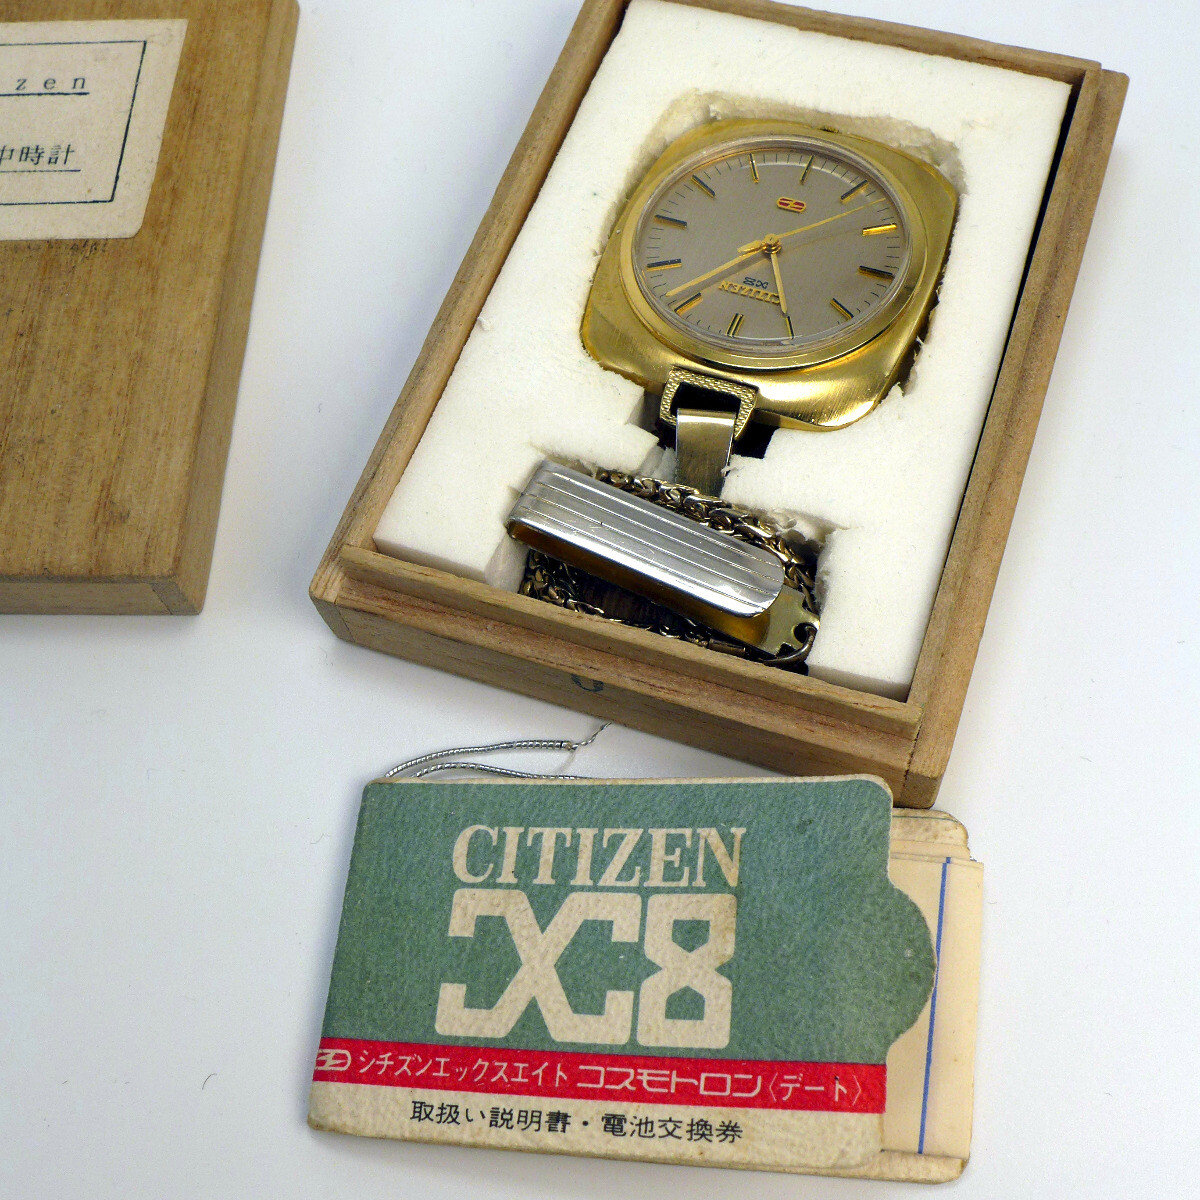 zen
中時計
CITIZEN
X8
CITIZEN
X8
シチズンエックスエイト コスモトロン〈デート〉
取扱い説明書・電池交換券